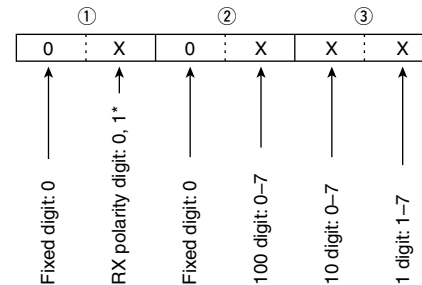 ① ② ③
0 X 0 X X X
Fixed digit: 0
RX polarity digit: 0, 1*
Fixed digit: 0
100 digit: 0–7
10 digit: 0–7
1 digit: 1–7